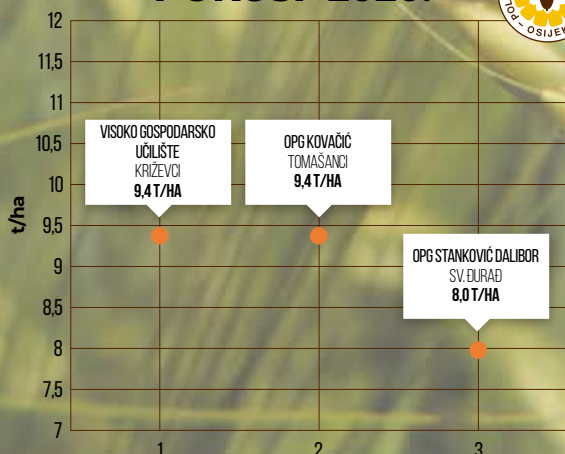 12
11,5
11
10,5
10
9,5
9
8,5
8
7,5
7
t/ha
VISOKO GOSPODARSKO
UČILIŠTE
KRIŽEVCI
9,4 T/HA
OPG KOVAČIĆ
TOMAŠANCI
9,4 T/HA
OPG STANKOVIĆ DALIBOR
SV. ĐURAĐ
8,0 T/HA
1
2
3